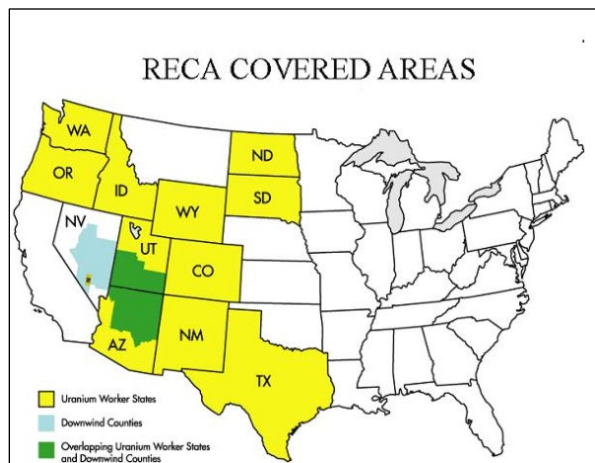 RECA COVERED AREAS
WA
ND
OR
ID
SD
WY
NV
UT
CO
AZ
NM
TX
Uranium Worker States
Downwind Counties
Overlapping Uranium Worker States
and Downwind Counties